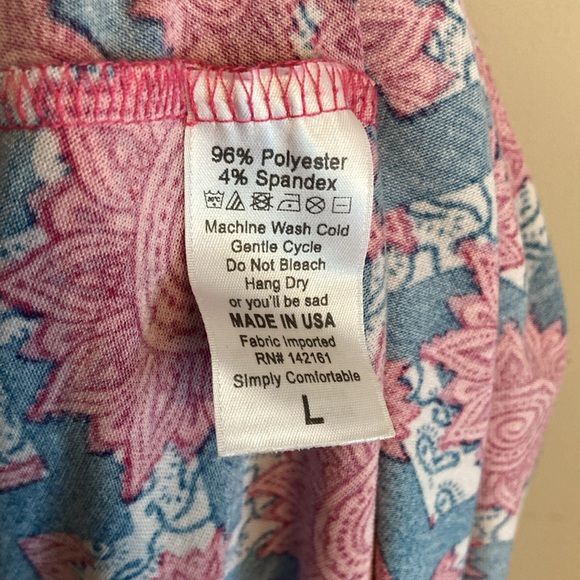 96% Polyester
4% Spandex
30°C
Machine Wash Cold
Gentle Cycle
Do Not Bleach
Hang Dry
or you'll be sad
MADE IN USA
Fabric Imported
RN# 142161
Simply Comfortable
L